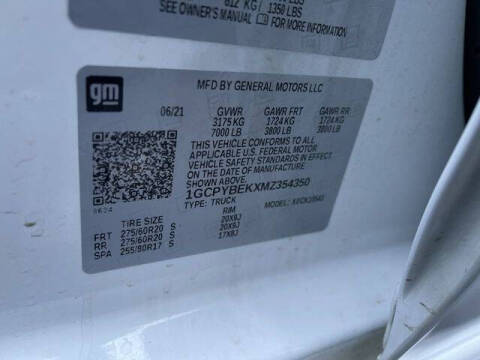 612 KG / 1350 LBS
SEE OWNER'S MANUAL FOR MORE INFORMATION
gm
MFD BY GENERAL MOTORS LLC
06/21 GVWR GAWR FRT GAWR RR
3175 KG 1724 KG 1724 KG
7000 LB 3800 LB 3800 LB
THIS VEHICLE CONFORMS TO ALL
APPLICABLE U.S. FEDERAL MOTOR
VEHICLE SAFETY STANDARDS IN EFFECT
ON THE DATE OF MANUFACTURE.
1GCPYBEKXMZ354350
TYPE: TRUCK MODEL:
TIRE SIZE RIM
FRT 275/60R20 S 20X9J
RR 275/60R20 S 20X9J
SPA 255/80R17 S 17X8J